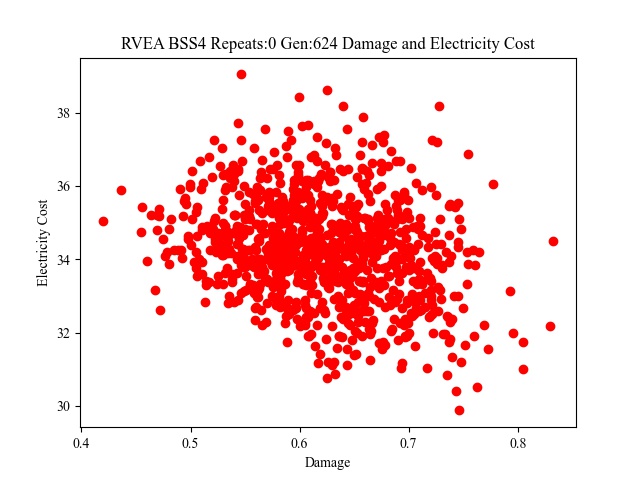 RVEA BSS4 Repeats:0 Gen:624 Damage and Electricity Cost
38
36
34
32
30
Electricity Cost
0.4 0.5 0.6 0.7 0.8
Damage